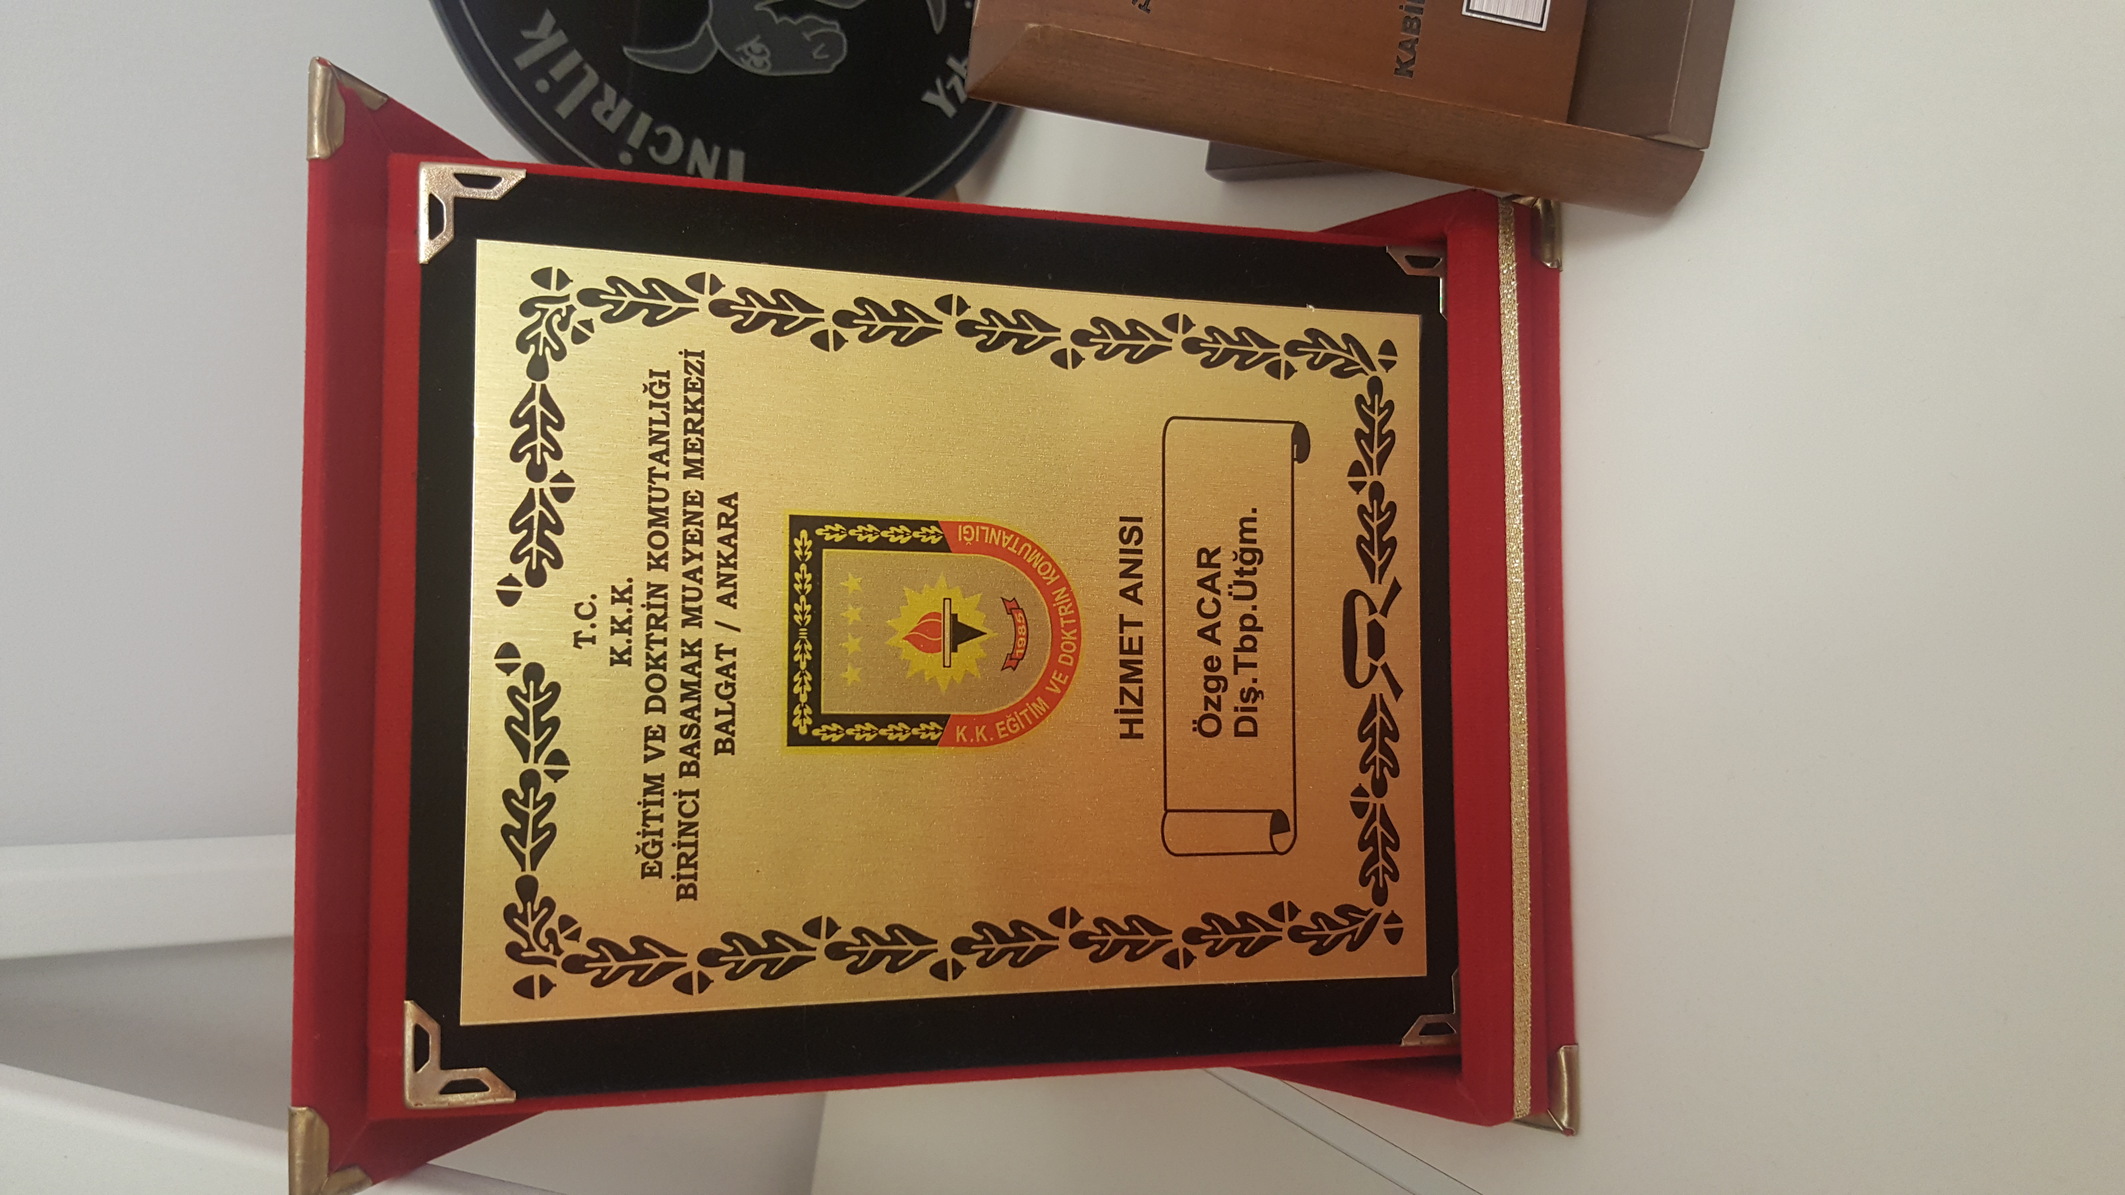 T.C.
K.K.K.
EĞİTİM VE DOKTRİN KOMUTANLIĞI
BİRİNCİ BASAMAK MUAYENE MERKEZİ
BALGAT / ANKARA
K.K. EĞİTİM VE DOKTRİN KOMUTANLIĞI
1985
HİZMET ANISI
Özge ACAR
Diş.Tbp.Ütğm.
İNCİRLİK